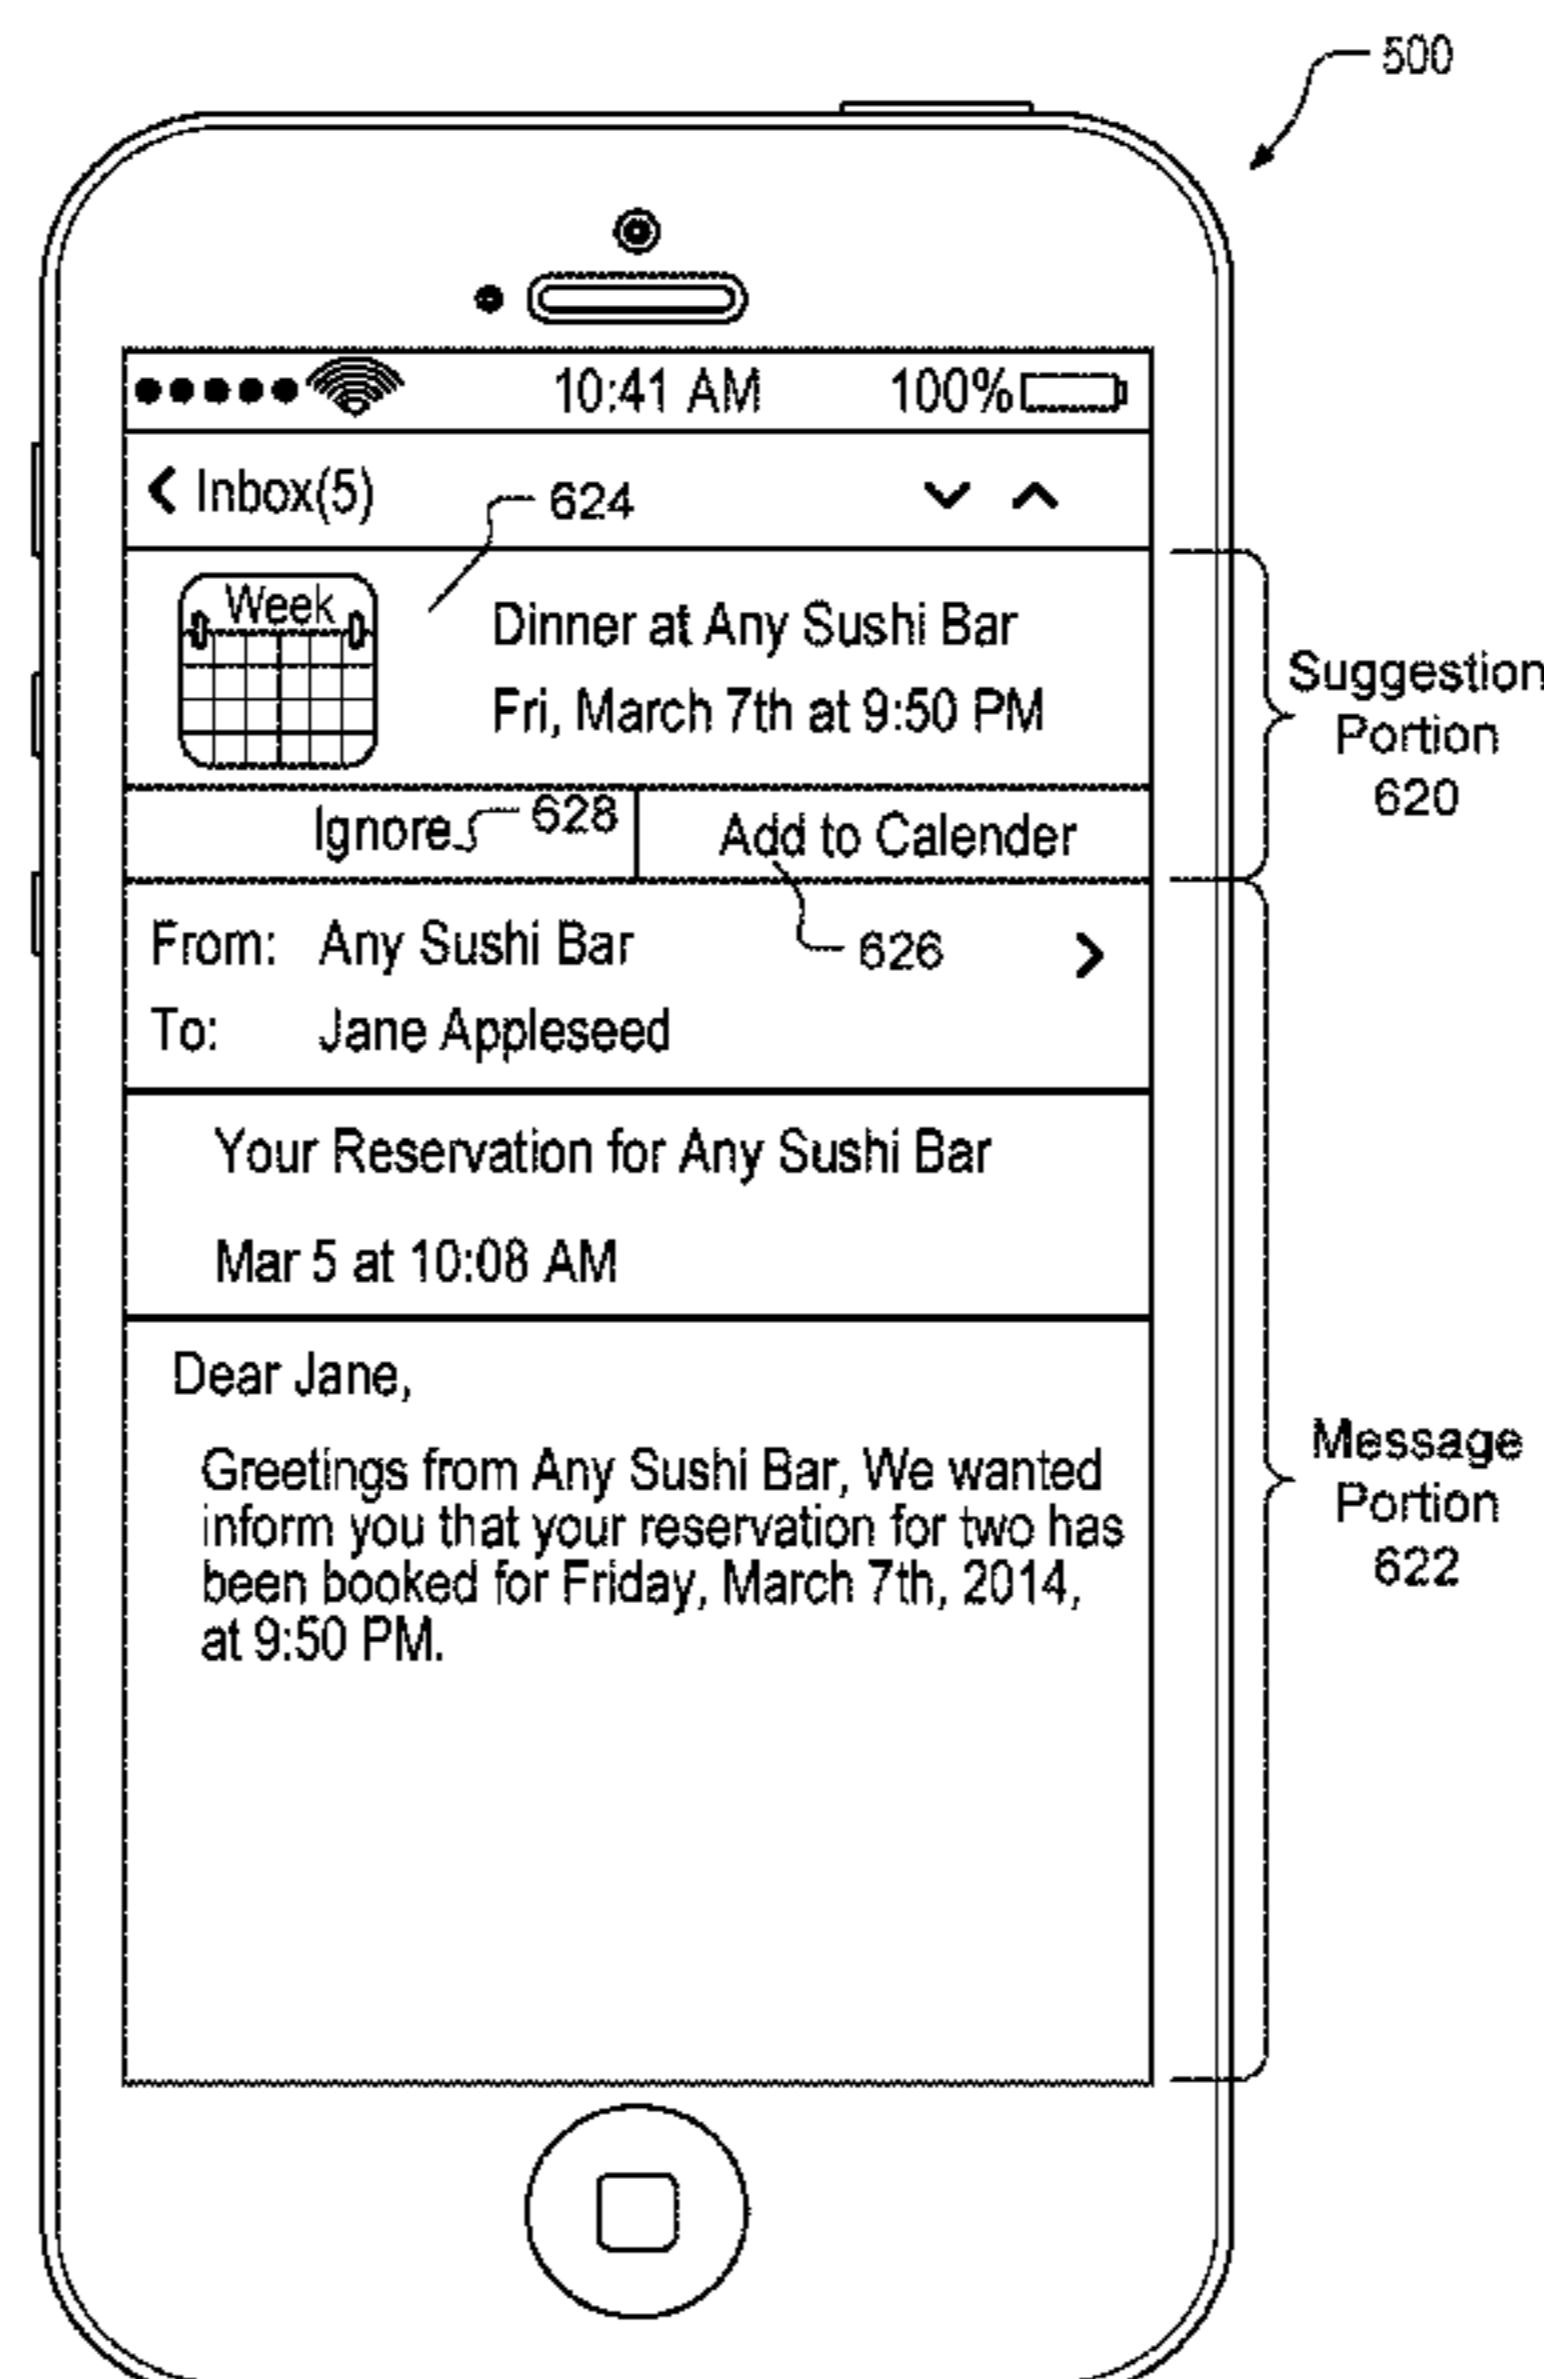 500
10:41 AM 100%
Inbox(5)
624
Week
Dinner at Any Sushi Bar
Fri, March 7th at 9:50 PM
Suggestion
Portion
620
Ignore 628 Add to Calender
From: Any Sushi Bar 626
To: Jane Appleseed
Your Reservation for Any Sushi Bar
Mar 5 at 10:08 AM
Dear Jane,
Greetings from Any Sushi Bar, We wanted
inform you that your reservation for two has
been booked for Friday, March 7th, 2014,
at 9:50 PM.
Message
Portion
622